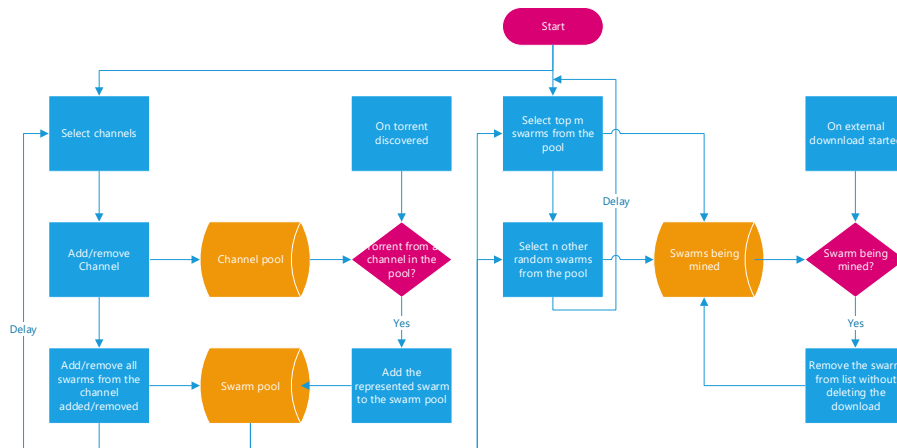 Start
Select channels
On torrent
discovered
Select top m
swarms from the
pool
On external
downnload started
Delay
Add/remove
Channel
Channel pool
Torrent from a
channel in the
pool?
Select n other
random swarms
from the pool
Swarms being
mined
Swarm being
mined?
Delay
Yes
Yes
Add/remove all
swarms from the
channel
added/removed
Swarm pool
Add the
represented swarm
to the swarm pool
Remove the swarm
from list without
deleting the
download